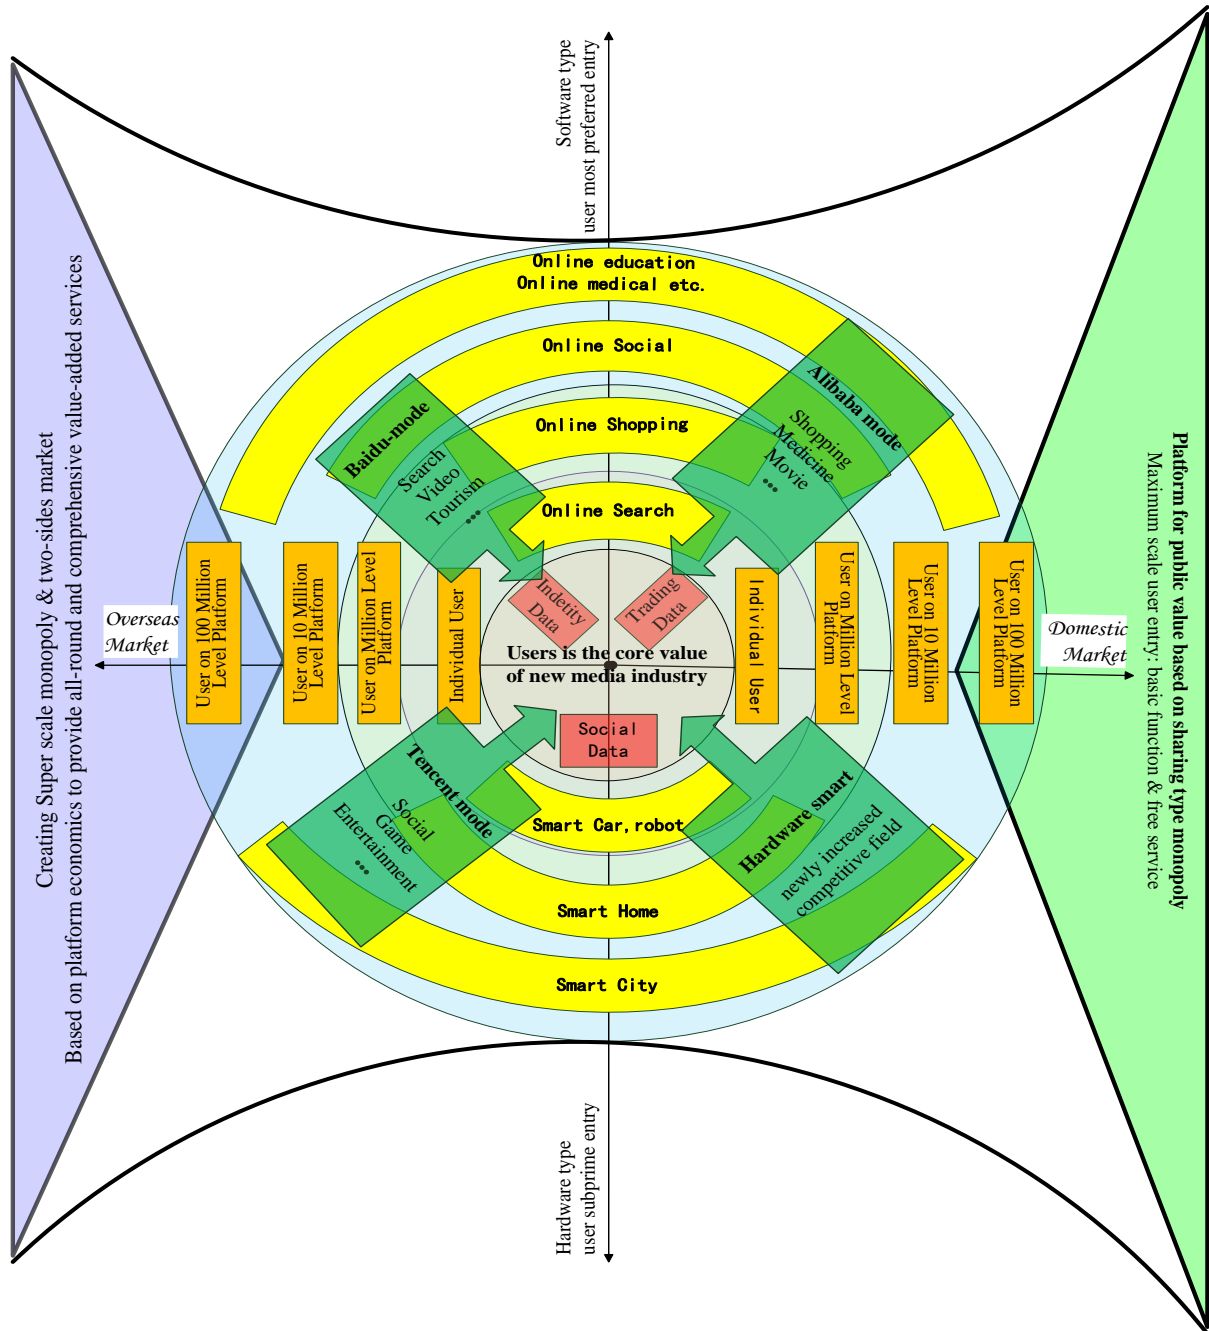 Software type
user most preferred entry
Online education
Online medical etc.
Online Social
Online Shopping
Online Search
Baidu-mode
Search
Video
Tourism
...
Alibaba mode
Shopping
Medicine
Movie
...
Creating Super scale monopoly & two-sides market
Based on platform economics to provide all-round and comprehensive value-added services
Overseas
Market
User on 100 Million
Level Platform
User on 10 Million
Level Platform
User on Million Level
Platform
Individual User
Indetity
Data
Trading
Data
Users is the core value
of new media industry
Social
Data
Individual User
User on Million Level
Platform
User on 10 Million
Level Platform
User on 100 Million
Level Platform
Domestic
Market
Platform for public value based on sharing type monopoly
Maximum scale user entry: basic function & free service
Tencent mode
Social
Game
Entertainment
...
Hardware smart
newly increased
competitive field
Smart Car,robot
Smart Home
Smart City
Hardware type
user subprime entry